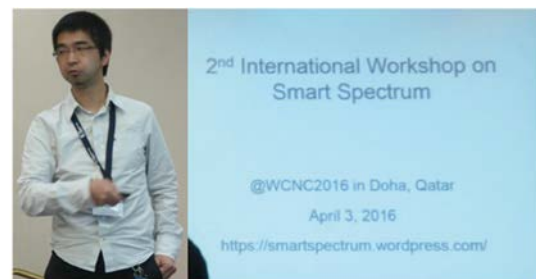 2nd International Workshop on
Smart Spectrum
@WCNC2016 in Doha, Qatar
April 3, 2016
https://smartspectrum.wordpress.com/